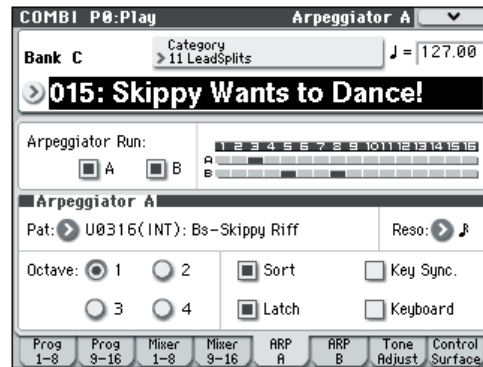 COMBI P0:Play Arpeggiator A
Bank C
Category
11 LeadSplits
♩= 127.00
015: Skippy Wants to Dance!
Arpeggiator Run:
A B
1 2 3 4 5 6 7 8 9 10 11 12 13 14 15 16
A
B
Arpeggiator A
Pat: U0316(INT): Bs-Skippy Riff Reso: ♪
Octave: 1 2 Sort Key Sync.
3 4 Latch Keyboard
Prog 1-8 Prog 9-16 Mixer 1-8 Mixer 9-16 ARP A ARP B Tone Adjust Control Surface